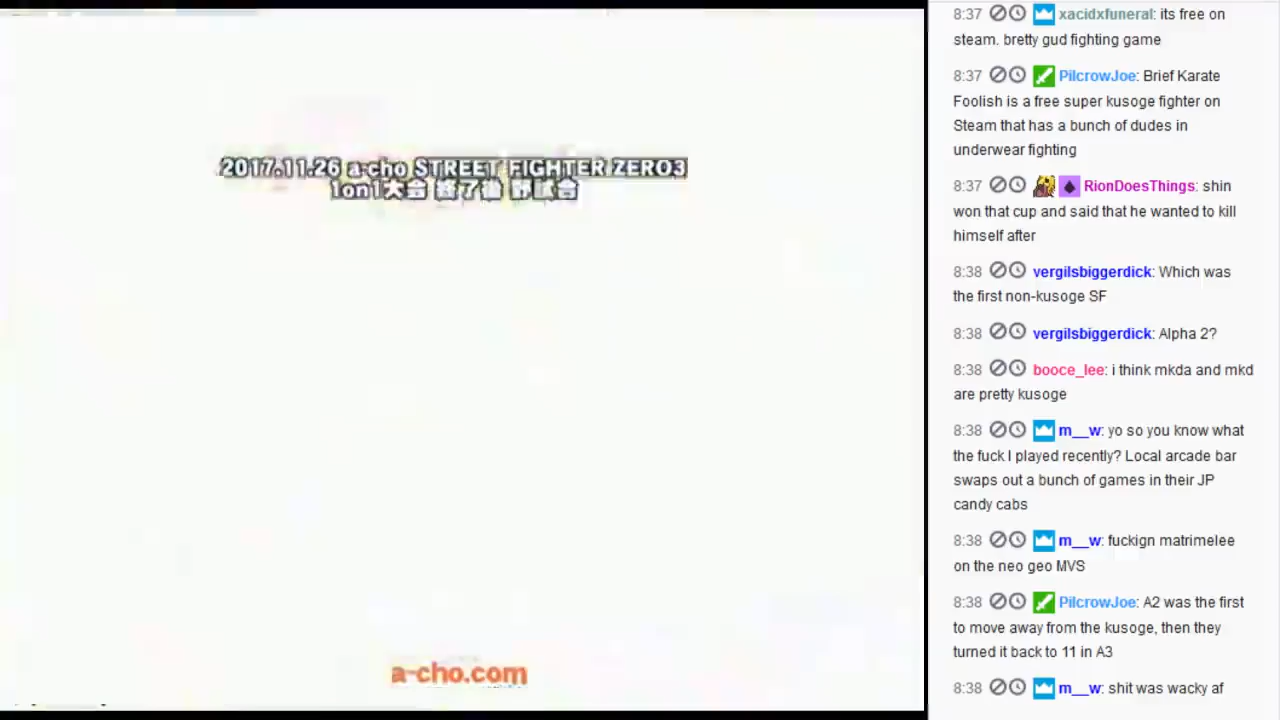 2017.11.26 a-cho STREET FIGHTER ZERO3
1on1大会 終了後 野試合
a-cho.com
8:37 xacidxfuneral: its free on
steam. bretty gud fighting game
8:37 PilcrowJoe: Brief Karate
Foolish is a free super kusoge fighter on
Steam that has a bunch of dudes in
underwear fighting
8:37 RionDoesThings: shin
won that cup and said that he wanted to kill
himself after
8:38 vergilsbiggerdick: Which was
the first non-kusoge SF
8:38 vergilsbiggerdick: Alpha 2?
8:38 booce_lee: i think mkda and mkd
are pretty kusoge
8:38 m__w: yo so you know what
the fuck I played recently? Local arcade bar
swaps out a bunch of games in their JP
candy cabs
8:38 m__w: fuckign matrimelee
on the neo geo MVS
8:38 PilcrowJoe: A2 was the first
to move away from the kusoge, then they
turned it back to 11 in A3
8:38 m__w: shit was wacky af